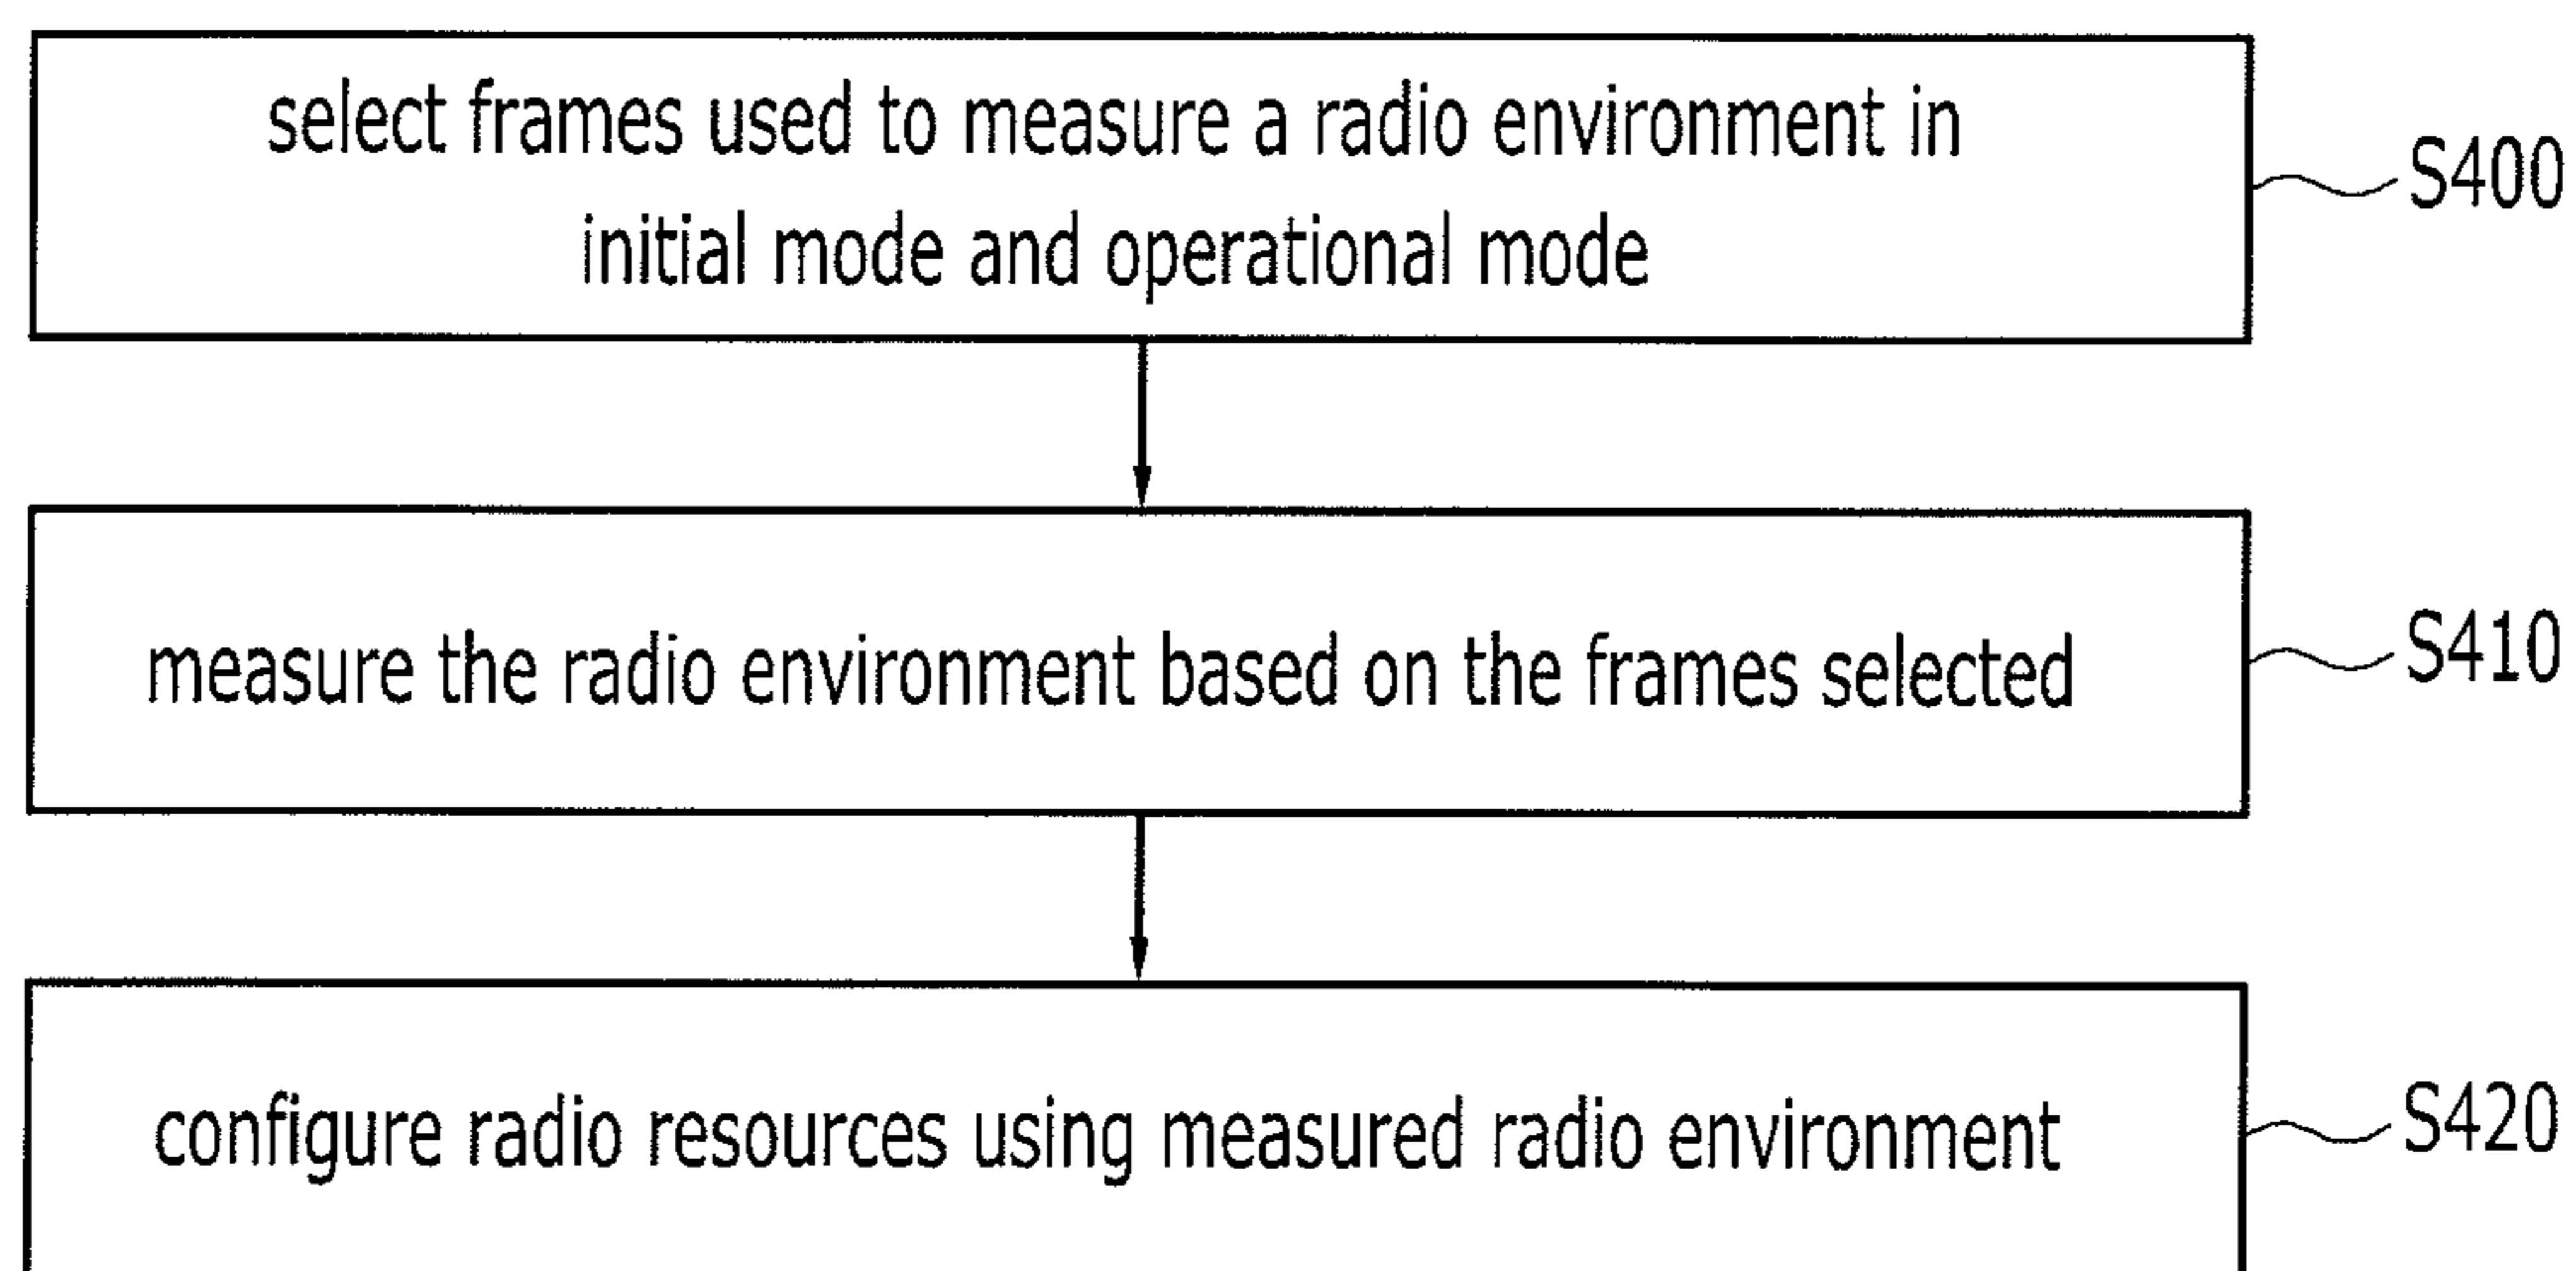 select frames used to measure a radio environment in
initial mode and operational mode
S400
measure the radio environment based on the frames selected
S410
configure radio resources using measured radio environment
S420